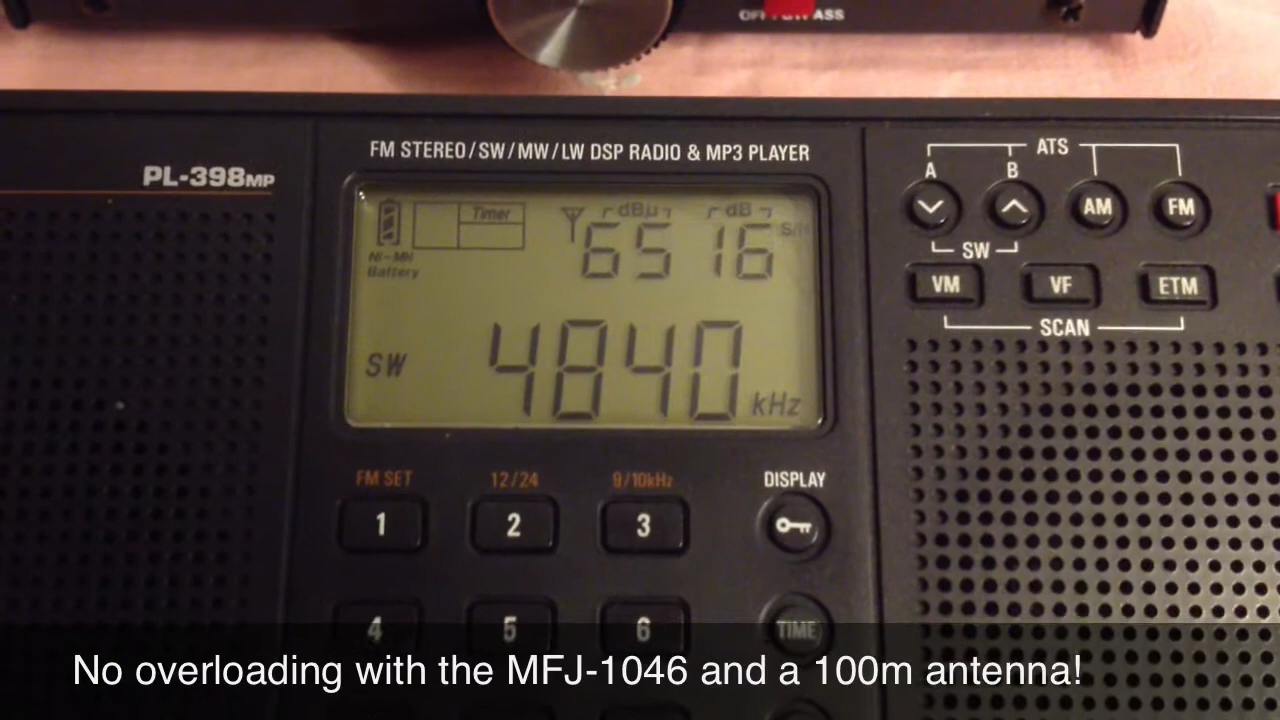 OFF / BYPASS
FM STEREO/SW/MW/LW DSP RADIO & MP3 PLAYER
PL-398MP
Timer
dBµ dB
65 16 S/N
Ni-MH
Battery
SW
4840 kHz
ATS
A B
AM FM
SW
VM VF ETM
SCAN
FM SET 12/24 9/10kHz DISPLAY
1 2 3
4 5 6 TIME
No overloading with the MFJ-1046 and a 100m antenna!